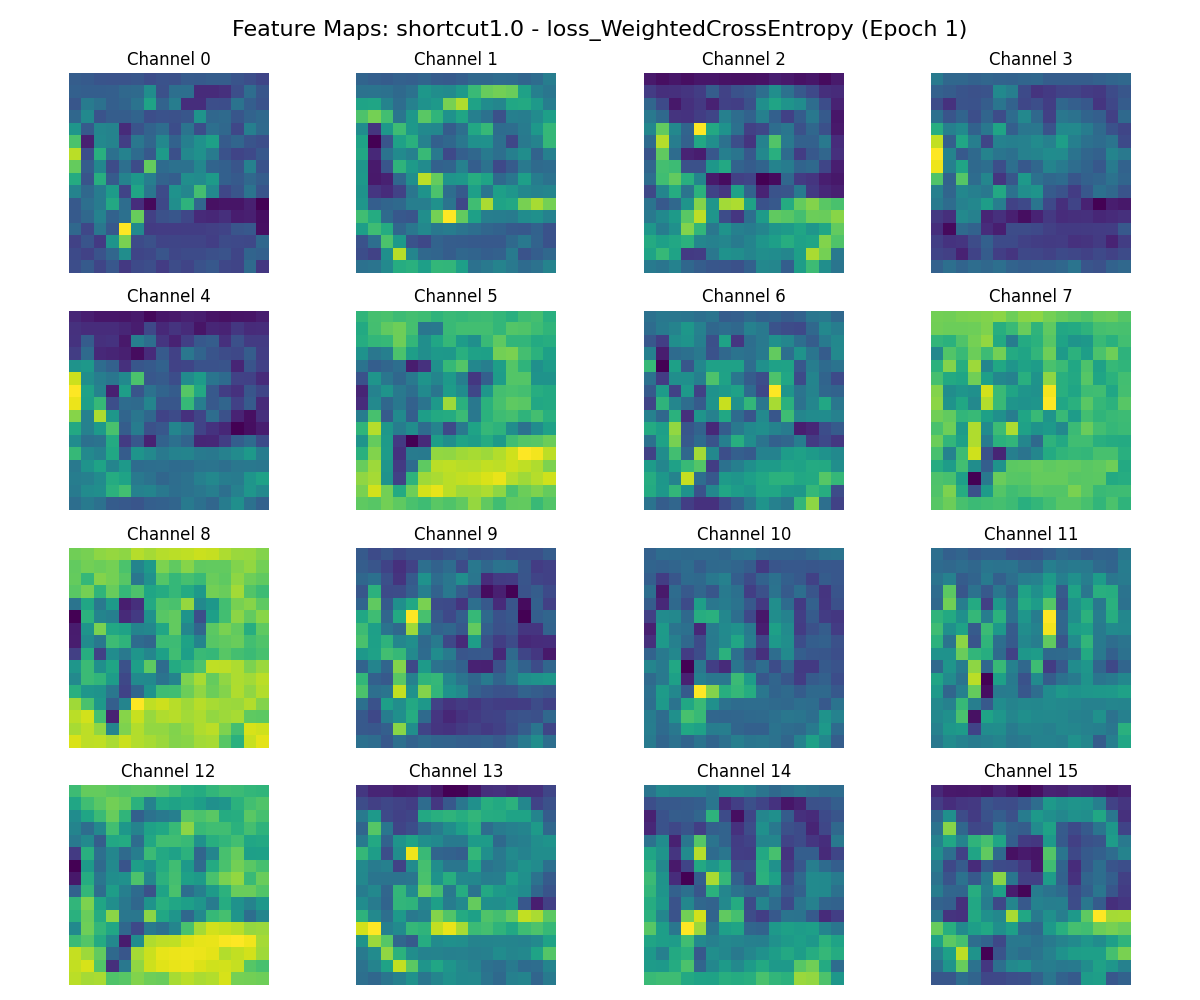 Feature Maps: shortcut1.0 - loss_WeightedCrossEntropy (Epoch 1)
Channel 0
Channel 1
Channel 2
Channel 3
Channel 4
Channel 5
Channel 6
Channel 7
Channel 8
Channel 9
Channel 10
Channel 11
Channel 12
Channel 13
Channel 14
Channel 15